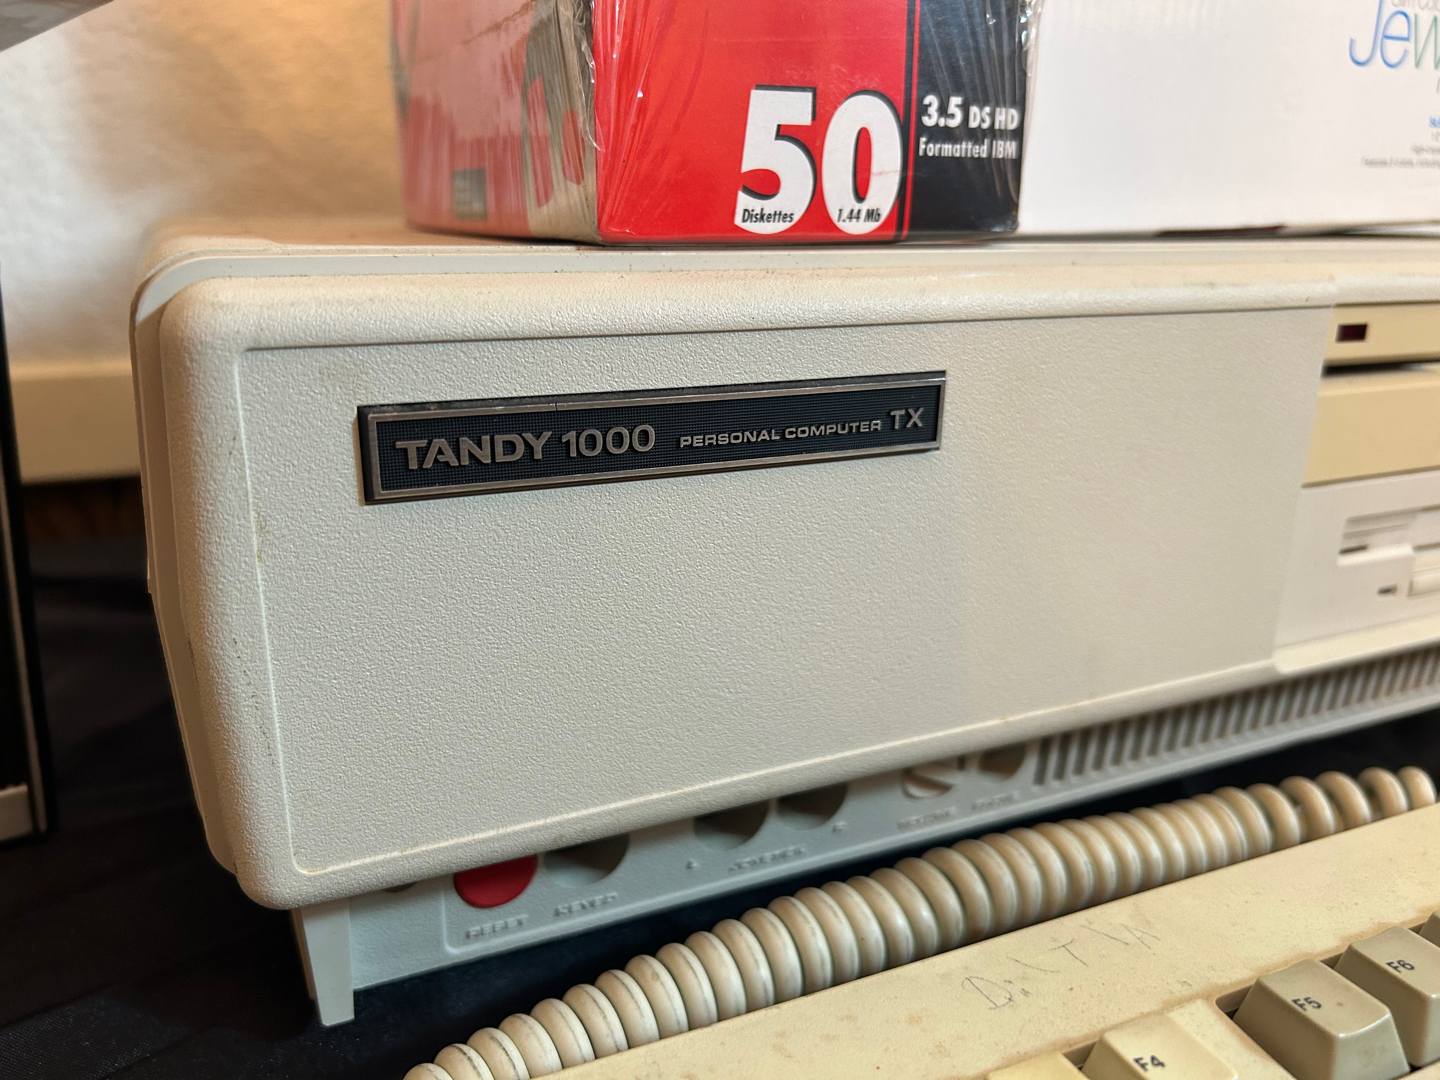 50
Diskettes
1.44 Mb
3.5 DS HD
Formatted IBM
Jew
TANDY 1000 PERSONAL COMPUTER TX
RESET
F4
F5
F6